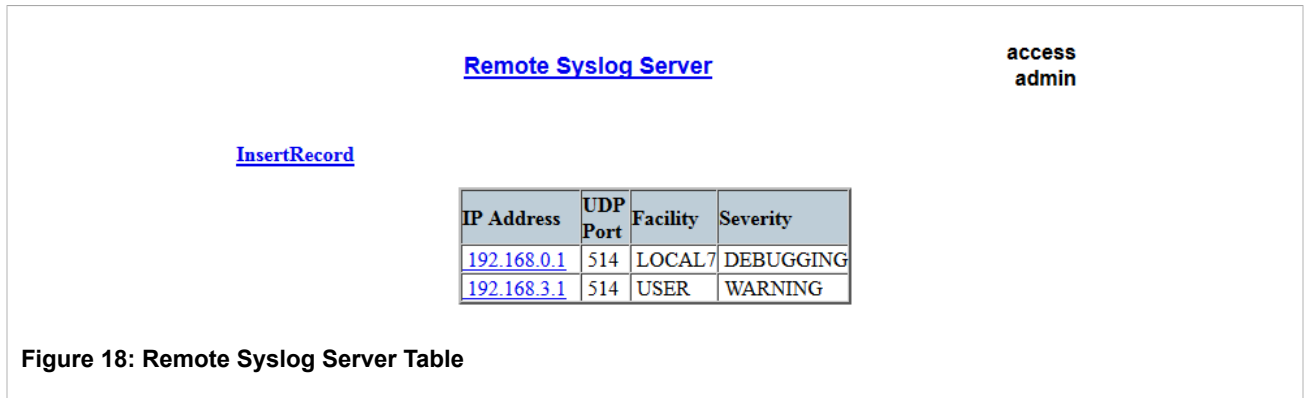 Remote Syslog Server
access
admin
InsertRecord
IP Address UDP Port Facility Severity
192.168.0.1 514 LOCAL7 DEBUGGING
192.168.3.1 514 USER WARNING
Figure 18: Remote Syslog Server Table